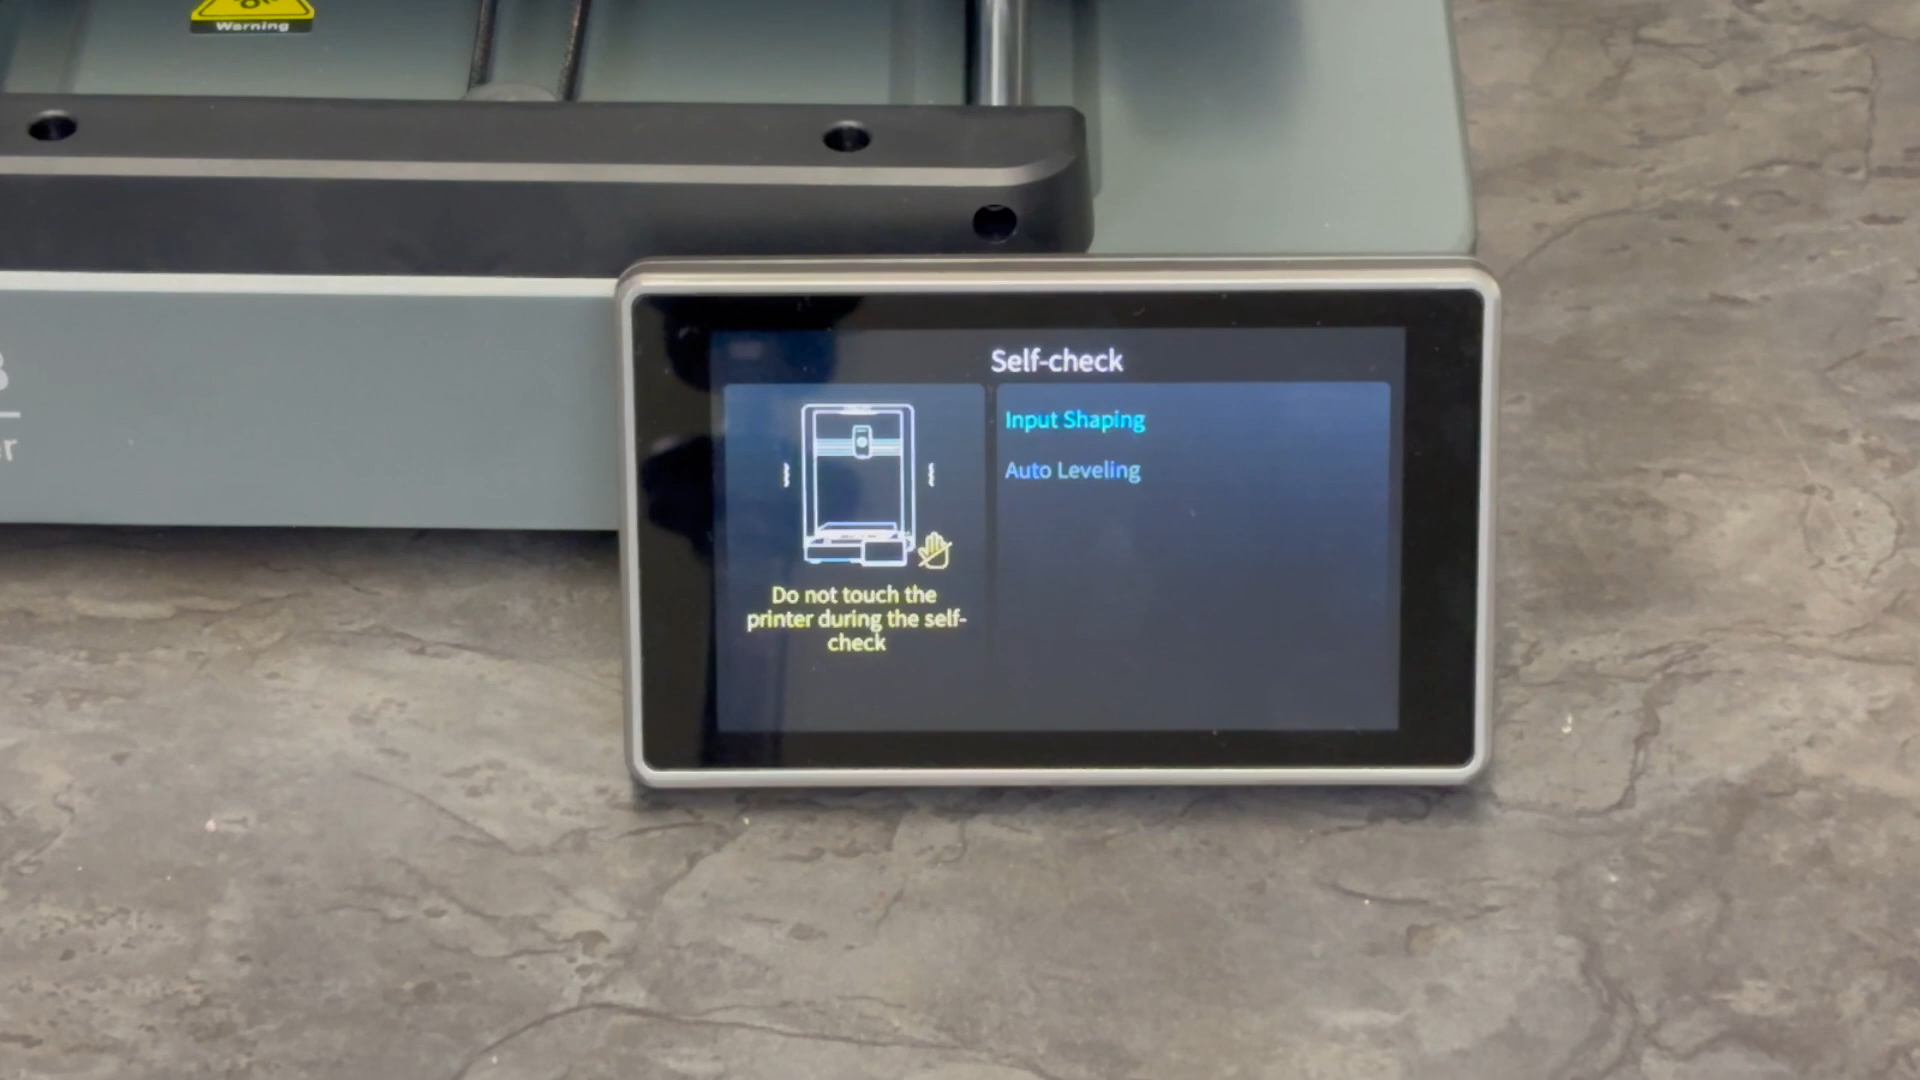 Warning
Self-check
Input Shaping
Auto Leveling
Do not touch the
printer during the self-
check